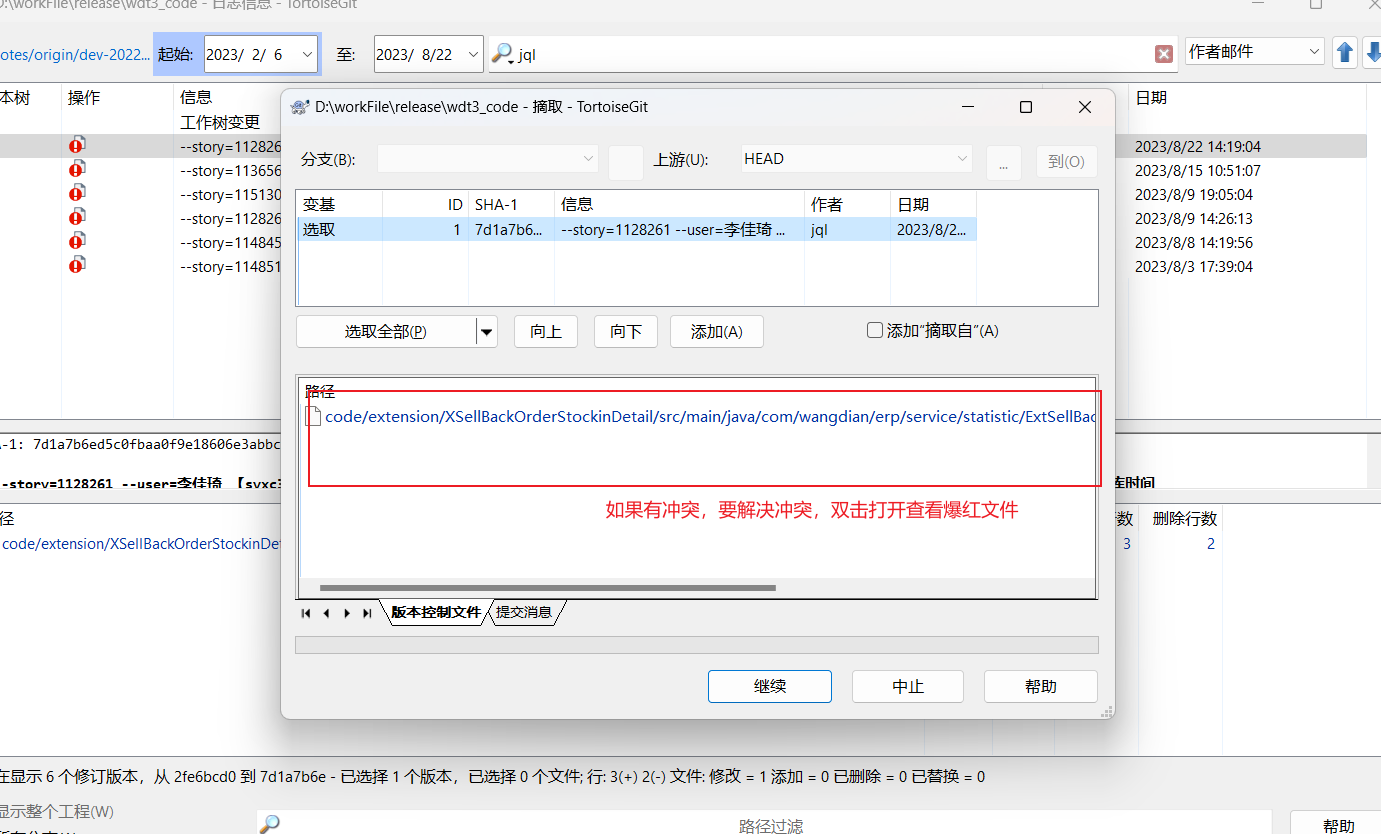 D:\workFile\release\wdt3_code - 日志信息 - TortoiseGit
otes/origin/dev-2022... 起始: 2023/ 2/ 6 至: 2023/ 8/22 jql 作者邮件
本树 操作 信息 日期
工作树变更
--story=112826 2023/8/22 14:19:04
--story=113656 2023/8/15 10:51:07
--story=115130 2023/8/9 19:05:04
--story=112826 2023/8/9 14:26:13
--story=114845 2023/8/8 14:19:56
--story=114851 2023/8/3 17:39:04
D:\workFile\release\wdt3_code - 摘取 - TortoiseGit
分支(B): 上游(U): HEAD ... 到(O)
变基 ID SHA-1 信息 作者 日期
选取 1 7d1a7b6... --story=1128261 --user=李佳琦 ... jql 2023/8/2...
选取全部(P) 向上 向下 添加(A) 添加“摘取自”(A)
路径
code/extension/XSellBackOrderStockinDetail/src/main/java/com/wangdian/erp/service/statistic/ExtSellBac
如果有冲突，要解决冲突，双击打开查看爆红文件
版本控制文件 提交消息
继续 中止 帮助
-1: 7d1a7b6ed5c0fbaa0f9e18606e3abbc
--story=1128261 --user=李佳琦 库时间
径 行数 删除行数
code/extension/XSellBackOrderStockinDet 3 2
在显示 6 个修订版本，从 2fe6bcd0 到 7d1a7b6e - 已选择 1 个版本，已选择 0 个文件; 行: 3(+) 2(-) 文件: 修改 = 1 添加 = 0 已删除 = 0 已替换 = 0
显示整个工程(W)
路径过滤 帮助